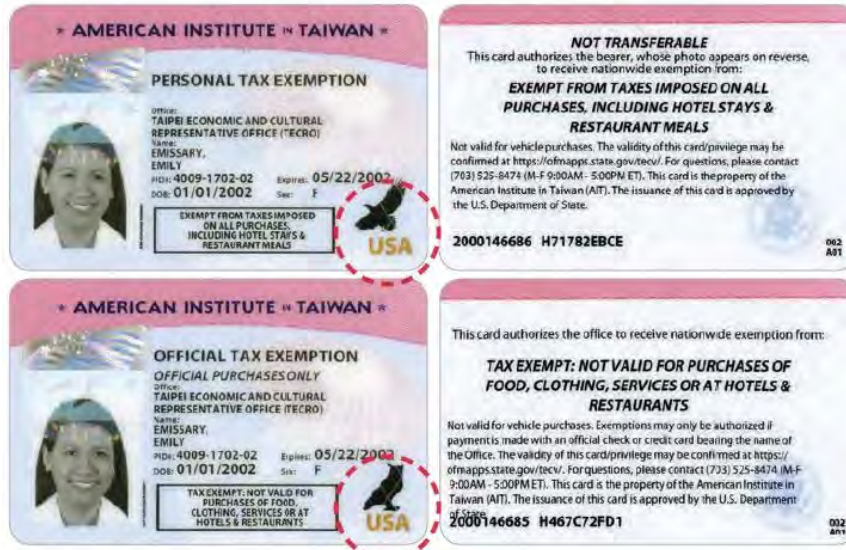 * AMERICAN INSTITUTE IN TAIWAN *
PERSONAL TAX EXEMPTION
Office:
TAIPEI ECONOMIC AND CULTURAL
REPRESENTATIVE OFFICE (TECRO)
Name:
EMISSARY,
EMILY
PID#: 4009-1702-02 Expires: 05/22/2002
DOB: 01/01/2002 Sex: F
EXEMPT FROM TAXES IMPOSED
ON ALL PURCHASES,
INCLUDING HOTEL STAYS &
RESTAURANT MEALS
USA
NOT TRANSFERABLE
This card authorizes the bearer, whose photo appears on reverse,
to receive nationwide exemption from:
EXEMPT FROM TAXES IMPOSED ON ALL
PURCHASES, INCLUDING HOTEL STAYS &
RESTAURANT MEALS
Not valid for vehicle purchases. The validity of this card/privilege may be
confirmed at https://ofmapps.state.gov/tecv/. For questions, please contact
(703) 525-8474 (M-F 9:00AM - 5:00PM ET). This card is the property of the
American Institute in Taiwan (AIT). The issuance of this card is approved by
the U.S. Department of State.
2000146686 H71782EBCE
002
A01
* AMERICAN INSTITUTE IN TAIWAN *
OFFICIAL TAX EXEMPTION
OFFICIAL PURCHASES ONLY
Office:
TAIPEI ECONOMIC AND CULTURAL
REPRESENTATIVE OFFICE (TECRO)
Name:
EMISSARY,
EMILY
PID#: 4009-1702-02 Expires: 05/22/2002
DOB: 01/01/2002 Sex: F
TAX EXEMPT: NOT VALID FOR
PURCHASES OF FOOD,
CLOTHING, SERVICES OR AT
HOTELS & RESTAURANTS
USA
This card authorizes the office to receive nationwide exemption from:
TAX EXEMPT: NOT VALID FOR PURCHASES OF
FOOD, CLOTHING, SERVICES OR AT HOTELS &
RESTAURANTS
Not valid for vehicle purchases. Exemptions may only be authorized if
payment is made with an official check or credit card bearing the name of
the Office. The validity of this card/privilege may be confirmed at https://
ofmapps.state.gov/tecv/. For questions, please contact (703) 525-8474 (M-F
9:00AM - 5:00PM ET). This card is the property of the American Institute in
Taiwan (AIT). The issuance of this card is approved by the U.S. Department
of State
2000146685 H467C72FD1
002
A01